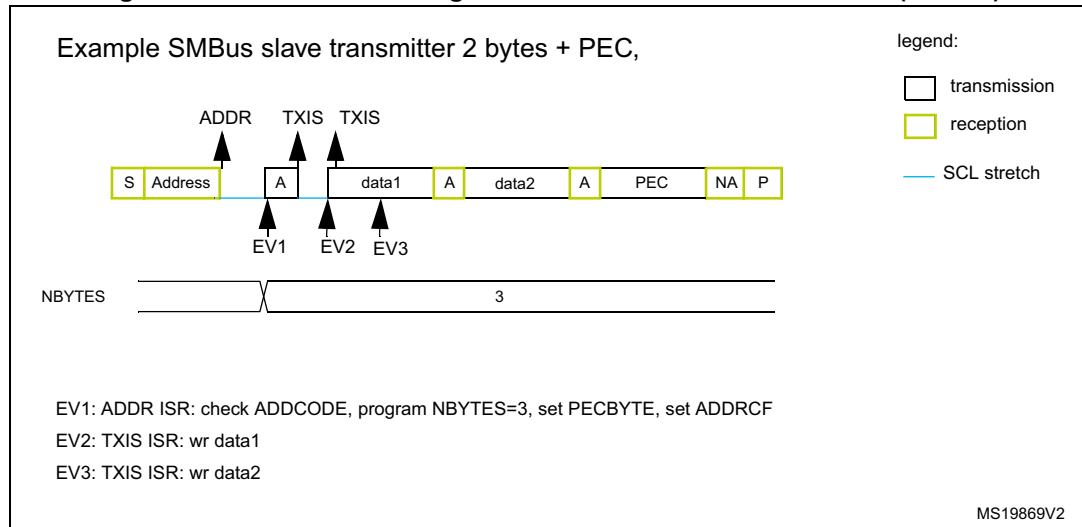 Example SMBus slave transmitter 2 bytes + PEC,
legend:
transmission
reception
SCL stretch
ADDR TXIS TXIS
S Address A data1 A data2 A PEC NA P
EV1 EV2 EV3
NBYTES 3
EV1: ADDR ISR: check ADDCODE, program NBYTES=3, set PECBYTE, set ADDRCF
EV2: TXIS ISR: wr data1
EV3: TXIS ISR: wr data2
MS19869V2